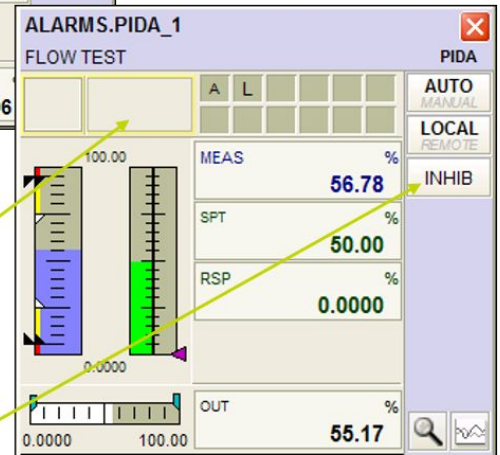 ALARMS.PIDA_1
FLOW TEST
PIDA
6
A L
AUTO
MANUAL
LOCAL
REMOTE
INHIB
100.00
0.0000
MEAS %
56.78
SPT %
50.00
RSP %
0.0000
OUT %
55.17
0.0000 100.00